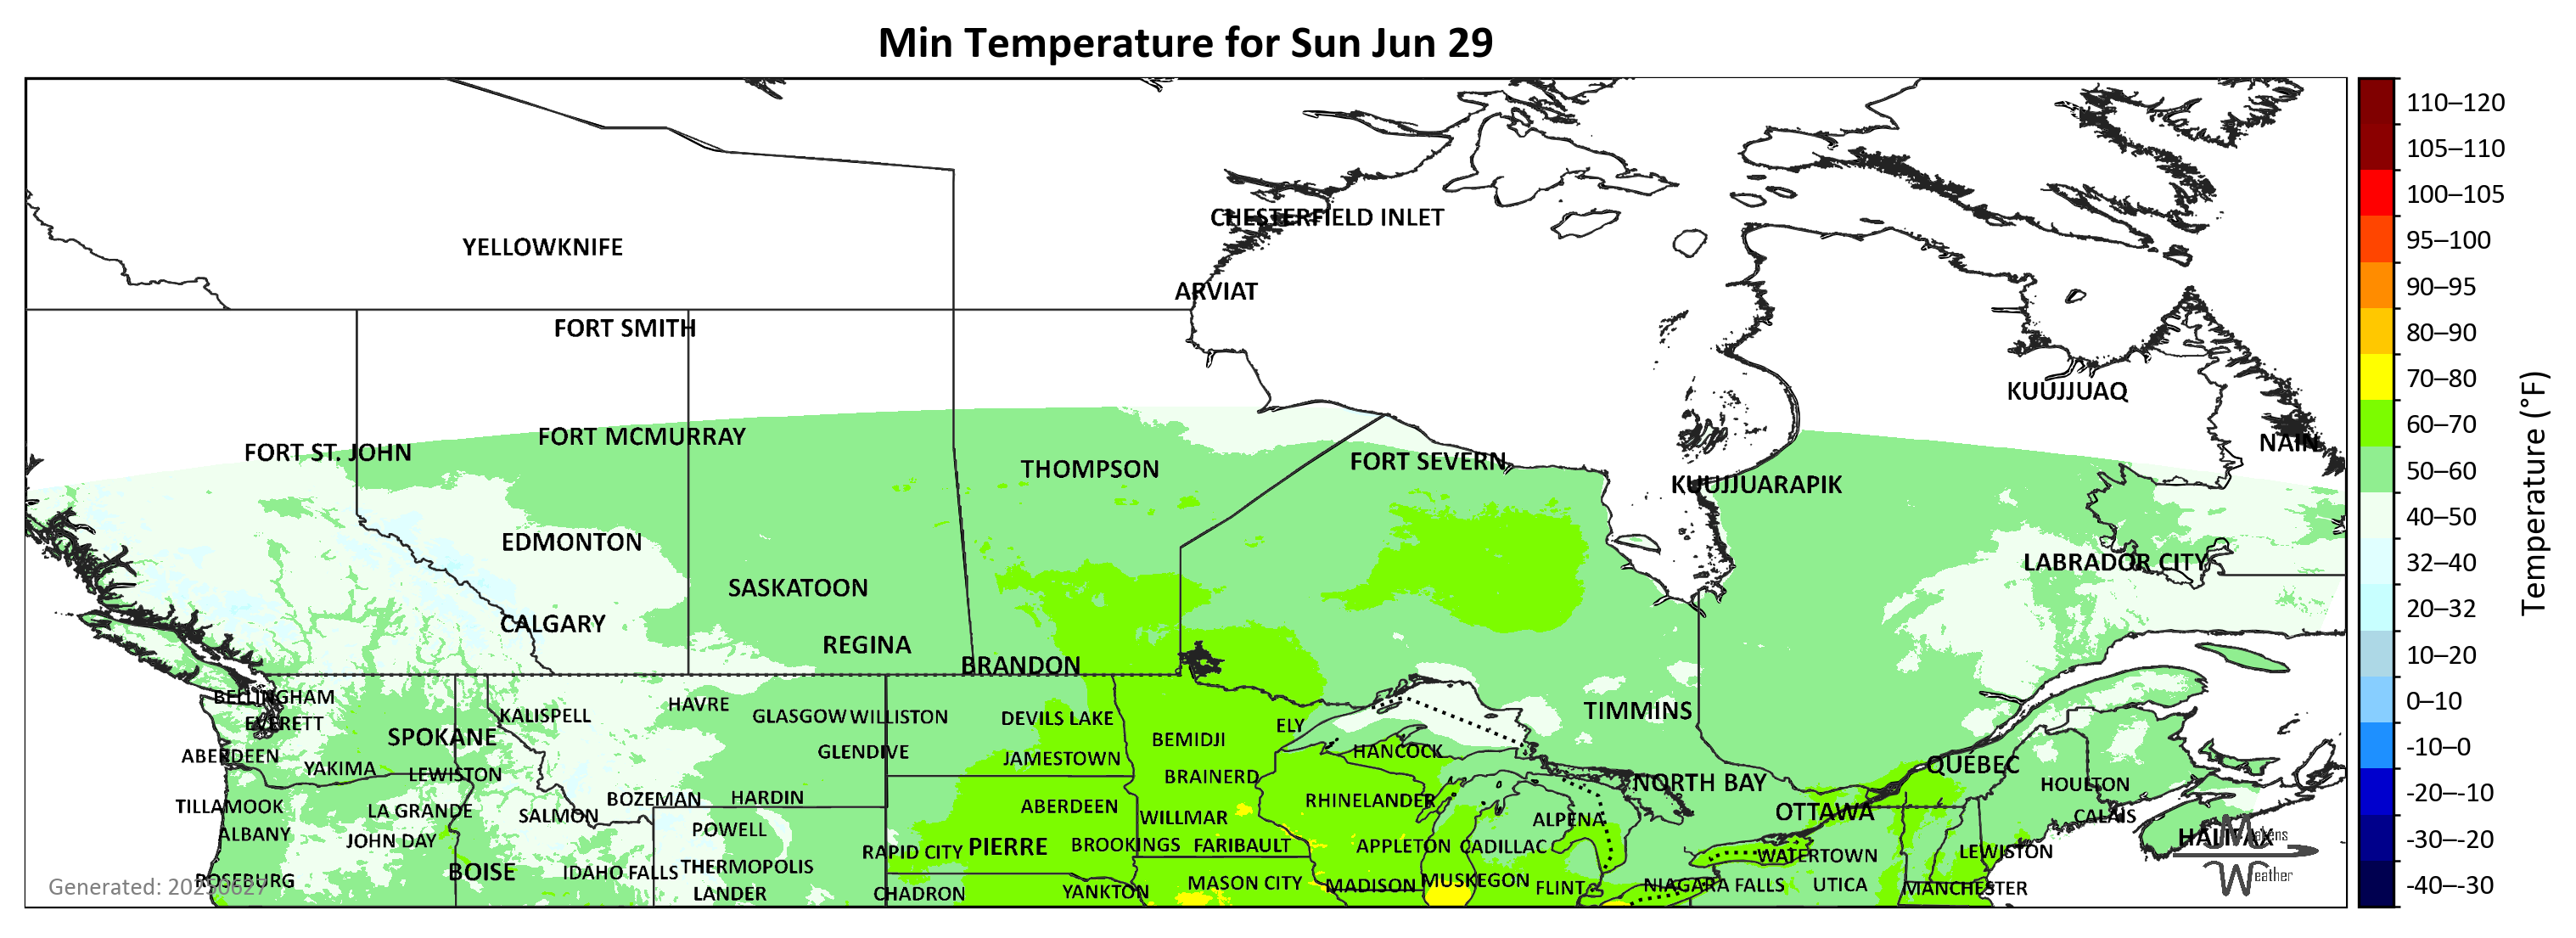 Min Temperature for Sun Jun 29
110–120
105–110
100–105
95–100
90–95
80–90
70–80
60–70
50–60
40–50
32–40
20–32
10–20
0–10
-10–0
-20–-10
-30–-20
-40–-30
Temperature (°F)
CHESTERFIELD INLET
YELLOWKNIFE
ARVIAT
FORT SMITH
KUUJJUAQ
FORT MCMURRAY
NAIN
FORT ST. JOHN
FORT SEVERN
THOMPSON
KUUJJUARAPIK
EDMONTON
LABRADOR CITY
SASKATOON
CALGARY
REGINA
BRANDON
BELLINGHAM
HAVRE
TIMMINS
KALISPELL
GLASGOW
WILLISTON
DEVILS LAKE
EVERETT
ELY
SPOKANE
BEMIDJI
HANCOCK
GLENDIVE
ABERDEEN
JAMESTOWN
QUÉBEC
YAKIMA
LEWISTON
BRAINERD
NORTH BAY
HOULTON
BOZEMAN
HARDIN
RHINELANDER
TILLAMOOK
ABERDEEN
LA GRANDE
OTTAWA
SALMON
WILLMAR
CALAIS
ALPENA
POWELL
ALBANY
HALIFAX
JOHN DAY
BROOKINGS
FARIBAULT
APPLETON
CADILLAC
PIERRE
RAPID CITY
LEWISTON
WATERTOWN
THERMOPOLIS
BOISE
IDAHO FALLS
ROSEBURG
MUSKEGON
MASON CITY
MADISON
NIAGARA FALLS
UTICA
FLINT
MANCHESTER
YANKTON
LANDER
CHADRON
Makens
Weather